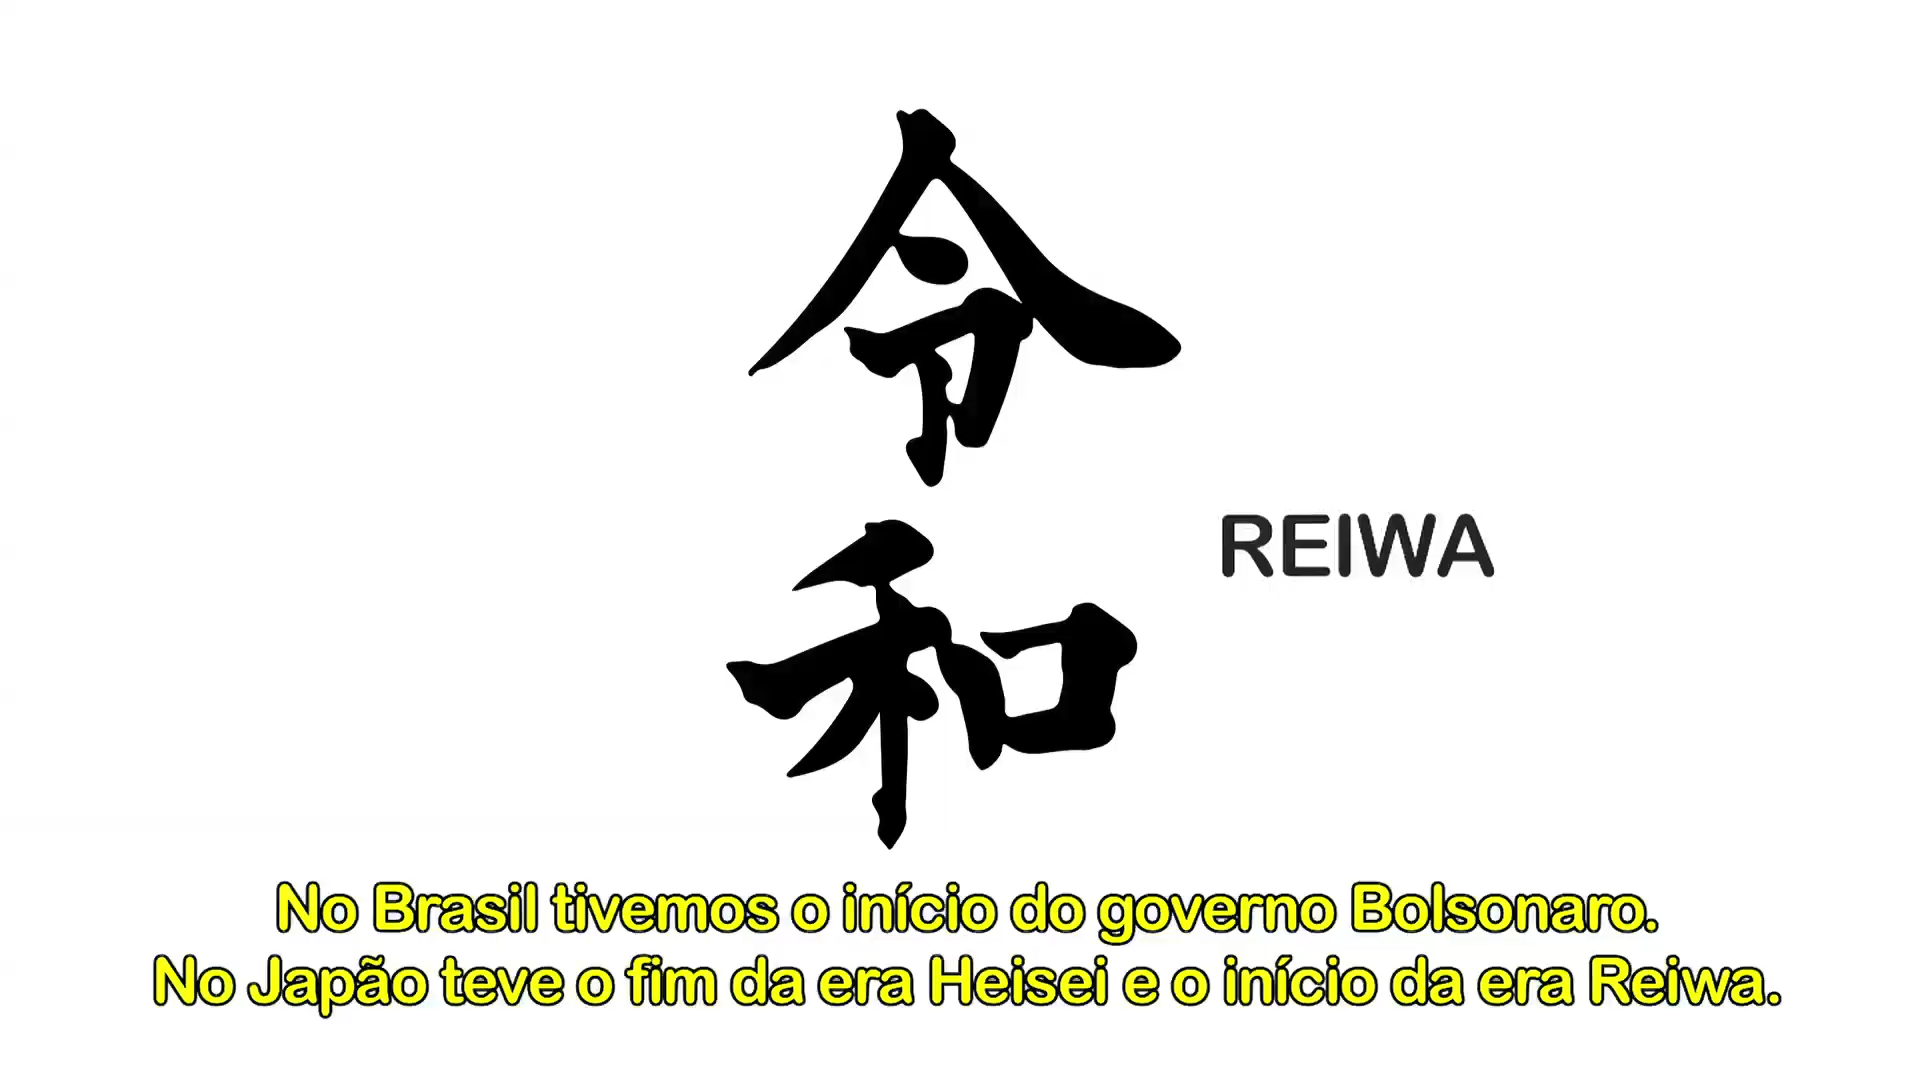 令和
REIWA
No Brasil tivemos o início do governo Bolsonaro.
No Japão teve o fim da era Heisei e o início da era Reiwa.